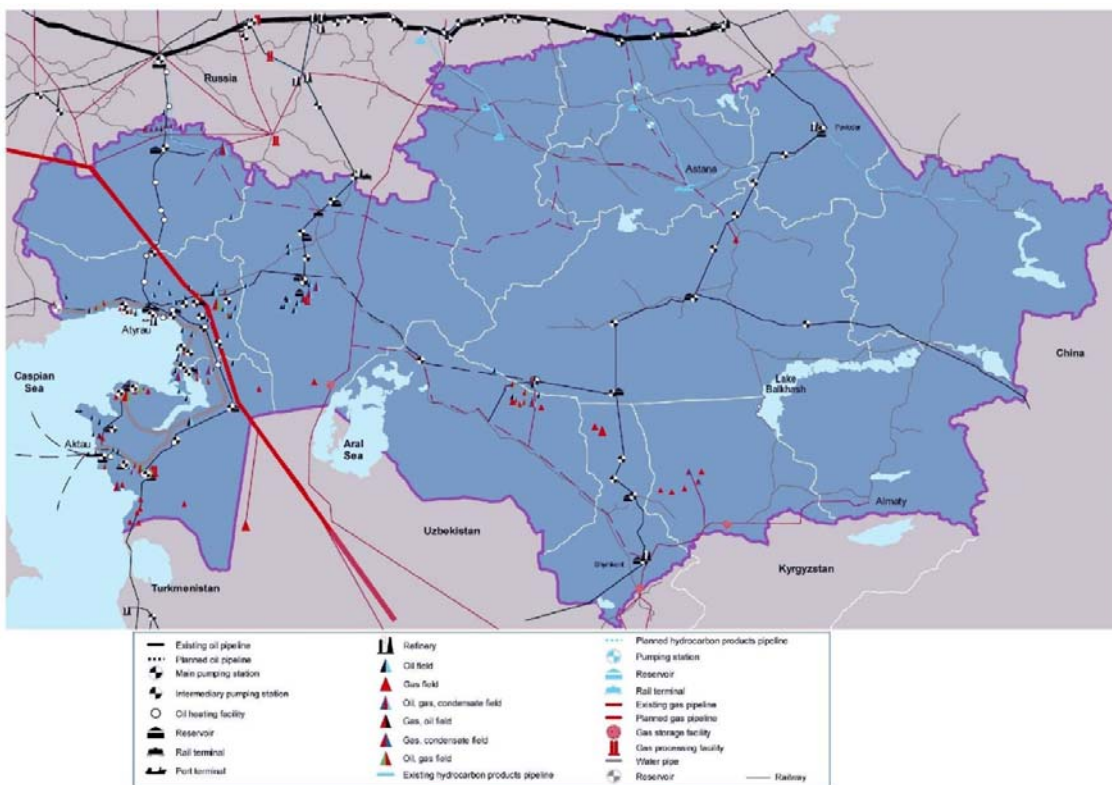 Russia
Pavlodar
Astana
China
Atyrau
Caspian
Sea
Lake
Balkhash
Aktau
Aral
Sea
Almaty
Uzbekistan
Shymkent
Kyrgyzstan
Turkmenistan
Existing oil pipeline
Planned oil pipeline
Main pumping station
Intermediary pumping station
Oil heating facility
Reservoir
Rail terminal
Port terminal
Refinery
Oil field
Gas field
Oil, gas, condensate field
Gas, oil field
Gas, condensate field
Oil, gas field
Existing hydrocarbon products pipeline
Planned hydrocarbon products pipeline
Pumping station
Reservoir
Rail terminal
Existing gas pipeline
Planned gas pipeline
Gas storage facility
Gas processing facility
Water pipe
Reservoir
Railway